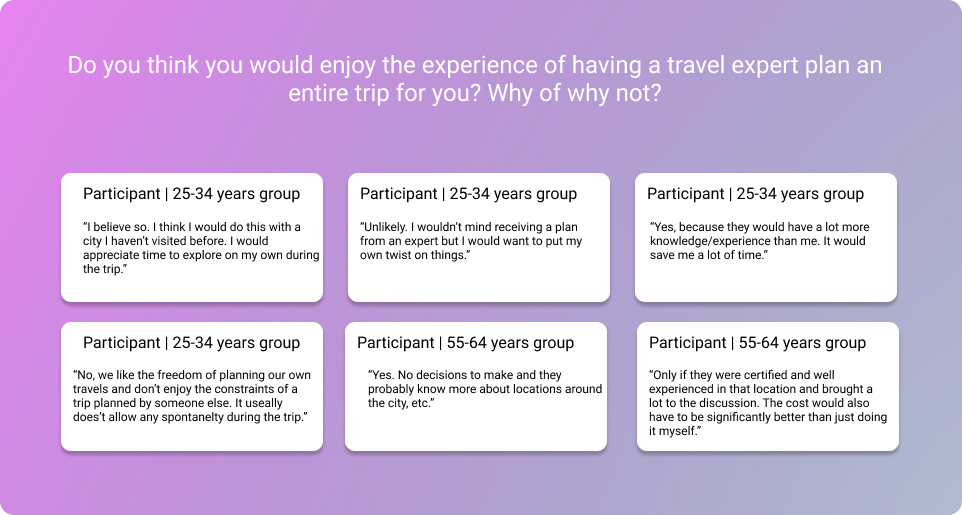 Do you think you would enjoy the experience of having a travel expert plan an
entire trip for you? Why of why not?
Participant | 25-34 years group
“I believe so. I think I would do this with a
city I haven’t visited before. I would
appreciate time to explore on my own during
the trip.”
Participant | 25-34 years group
“Unlikely. I wouldn’t mind receiving a plan
from an expert but I would want to put my
own twist on things.”
Participant | 25-34 years group
“Yes, because they would have a lot more
knowledge/experience than me. It would
save me a lot of time.”
Participant | 25-34 years group
“No, we like the freedom of planning our own
travels and don’t enjoy the constraints of a
trip planned by someone else. It useally
does’t allow any spontanelty during the trip.”
Participant | 55-64 years group
“Yes. No decisions to make and they
probably know more about locations around
the city, etc.”
Participant | 55-64 years group
“Only if they were certified and well
experienced in that location and brought a
lot to the discussion. The cost would also
have to be significantly better than just doing
it myself.”